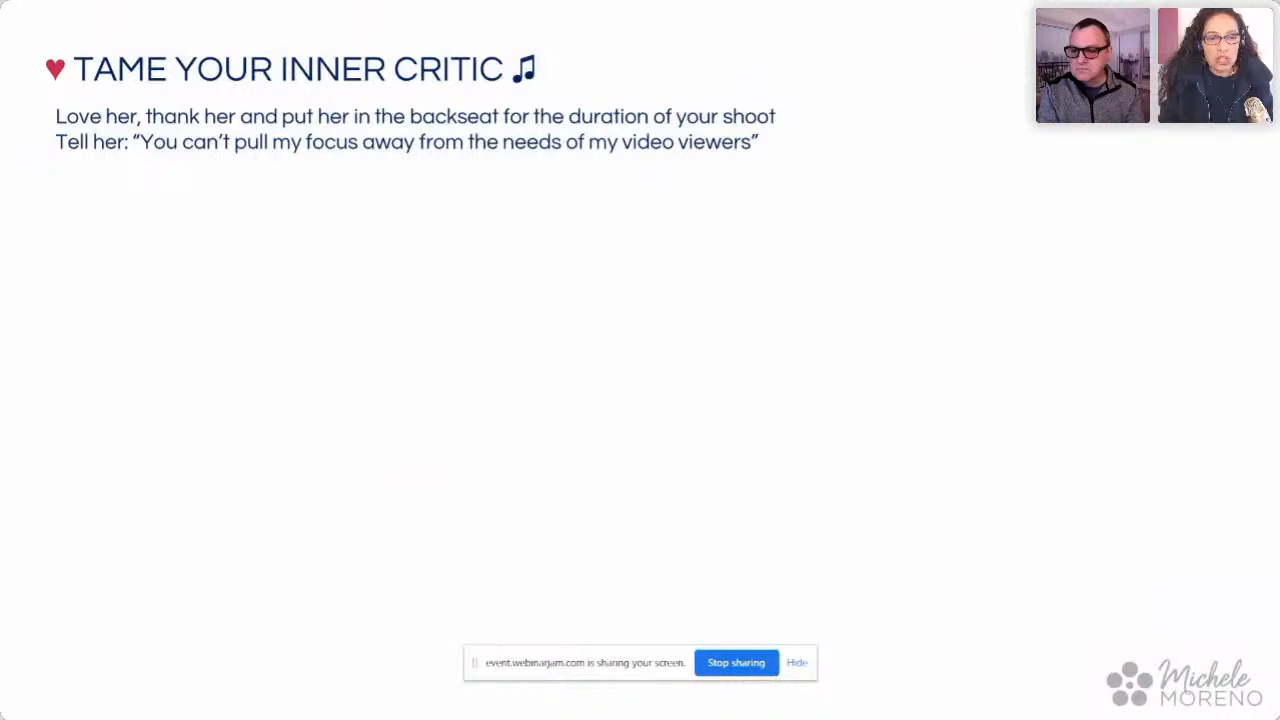 ♥ TAME YOUR INNER CRITIC ♫
Love her, thank her and put her in the backseat for the duration of your shoot
Tell her: “You can’t pull my focus away from the needs of my video viewers”
event.webinarjam.com is sharing your screen. Stop sharing Hide
Michele
MORENO